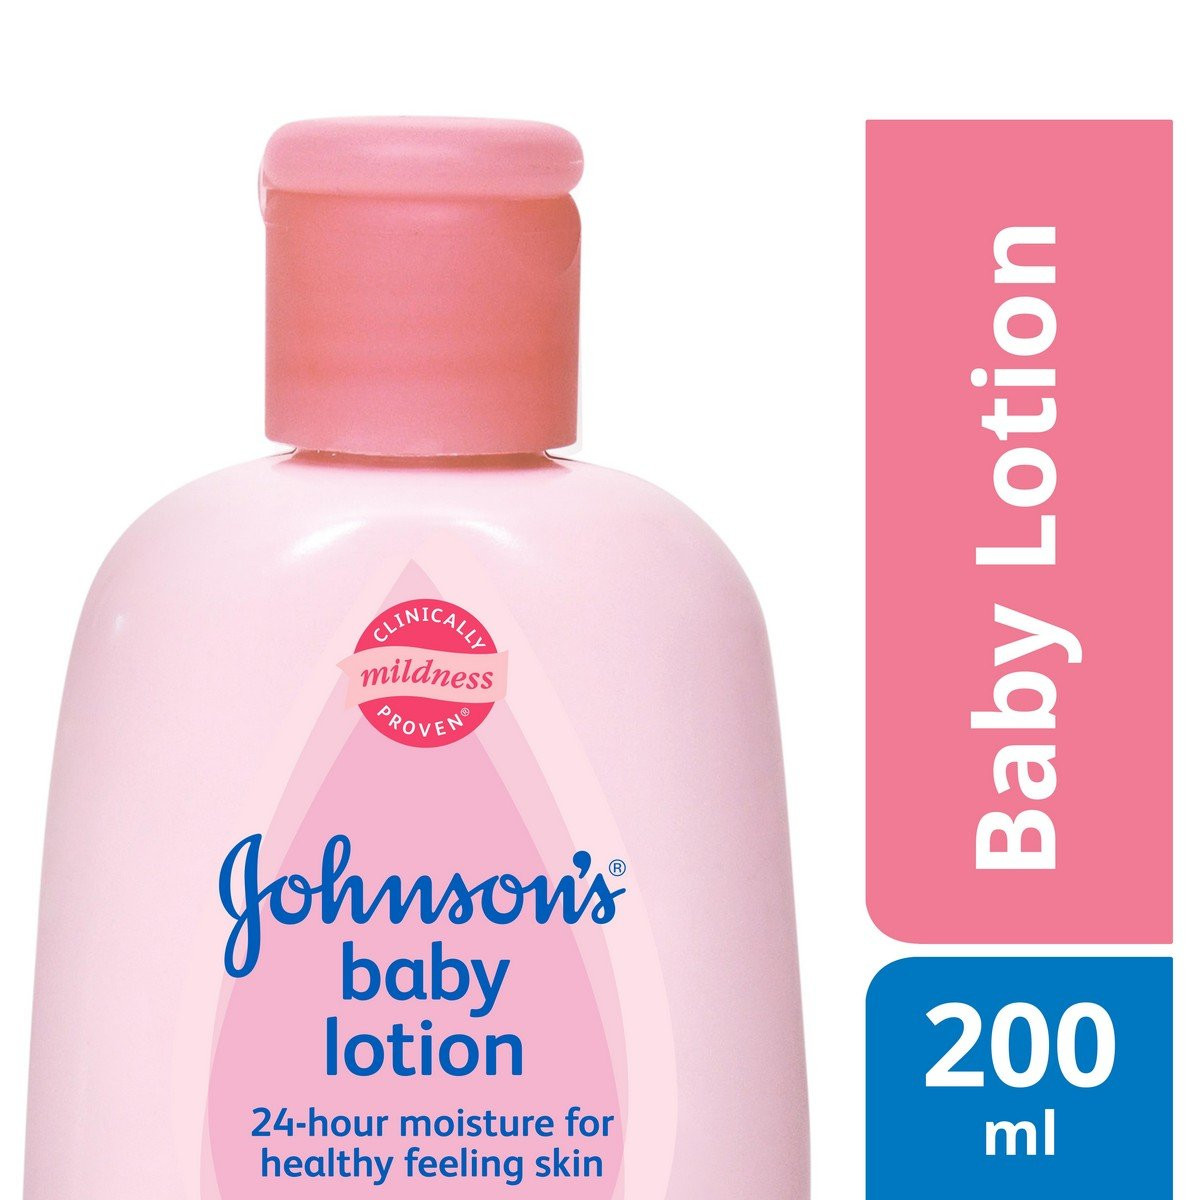 CLINICALLY
mildness
PROVEN®
Johnson's®
baby
lotion
24-hour moisture for
healthy feeling skin
Baby Lotion
200
ml